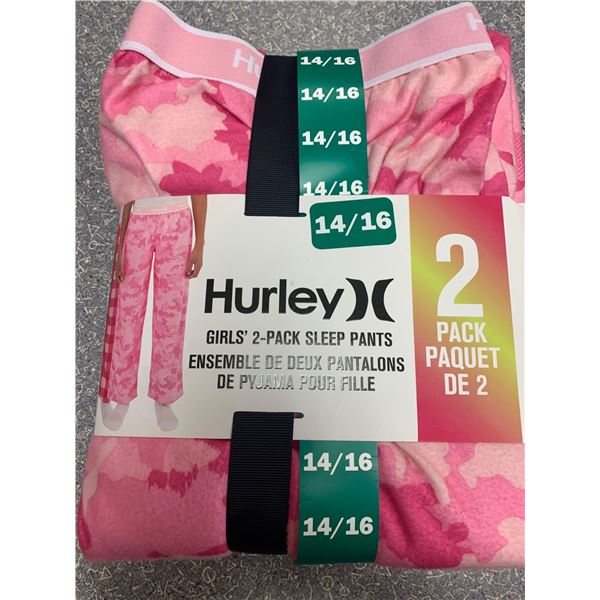 Hurley
14/16
14/16
14/16
14/16
14/16
Hurley
GIRLS' 2-PACK SLEEP PANTS
ENSEMBLE DE DEUX PANTALONS
DE PYJAMA POUR FILLE
2
PACK
PAQUET
DE 2
14/16
14/16